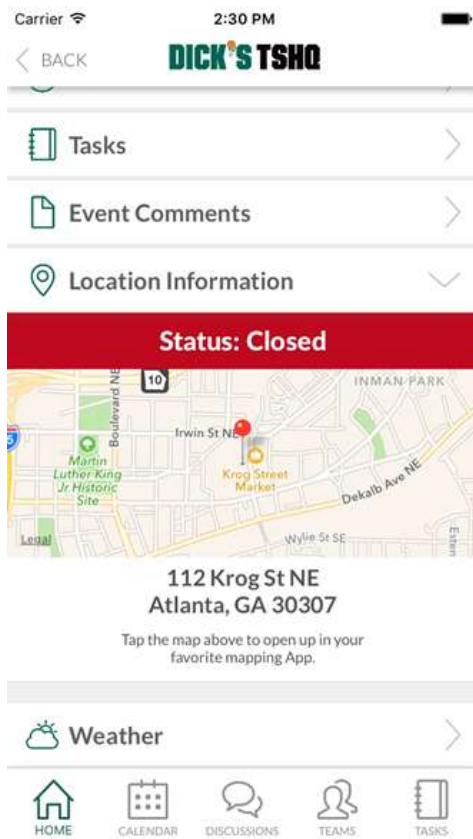 Carrier 2:30 PM
BACK DICK'S TSHQ
Tasks
Event Comments
Location Information
Status: Closed
10
Boulevard NE
INMAN PARK
Irwin St NE
Martin
Luther King
Jr. Historic
Site
Krog Street
Market
Dekalb Ave NE
Legal
Wylie St SE
Esten
112 Krog St NE
Atlanta, GA 30307
Tap the map above to open up in your
favorite mapping App.
Weather
HOME CALENDAR DISCUSSIONS TEAMS TASKS